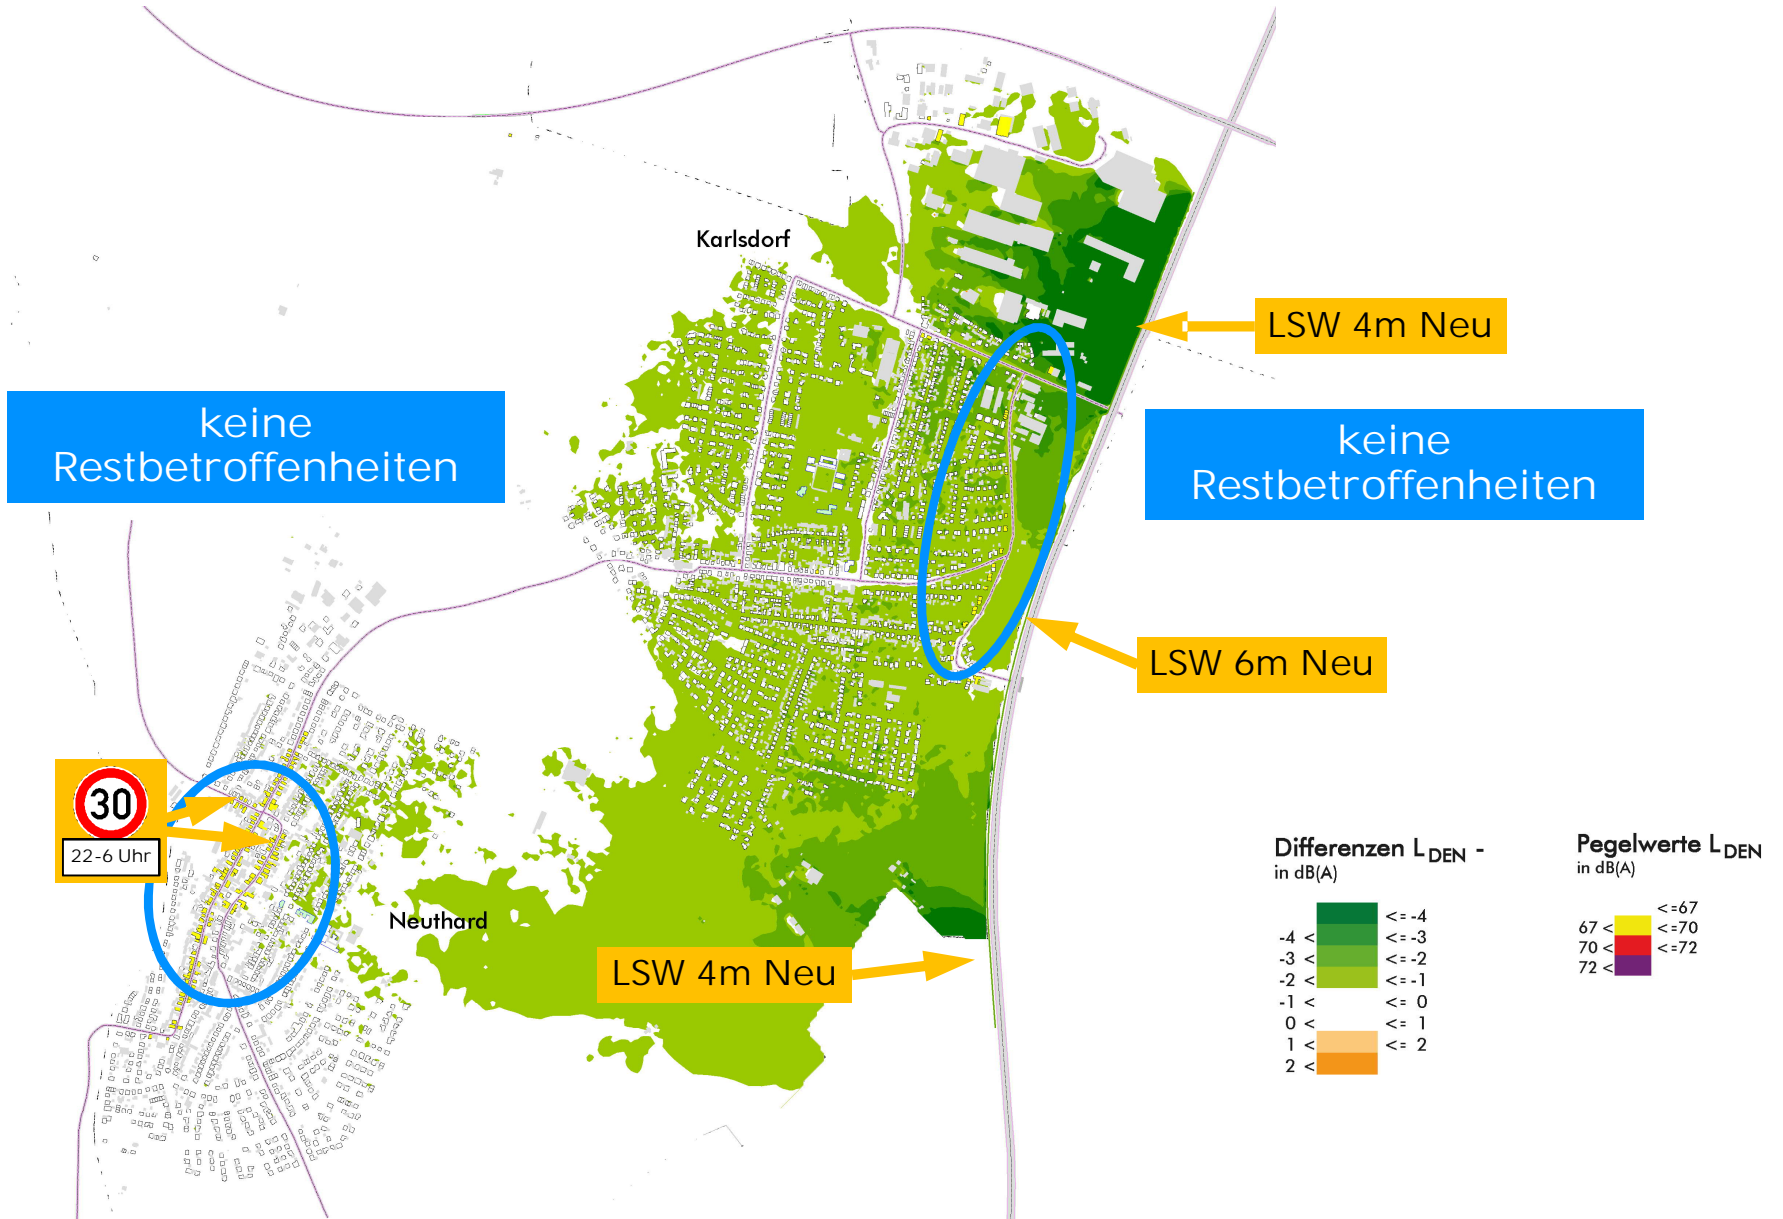 Karlsdorf
LSW 4m Neu
keine
Restbetroffenheiten
keine
Restbetroffenheiten
LSW 6m Neu
30
22-6 Uhr
Neuthard
LSW 4m Neu
Differenzen LDEN -
in dB(A)
<= -4
-4 < <= -3
-3 < <= -2
-2 < <= -1
-1 < <= 0
0 < <= 1
1 < <= 2
2 <
Pegelwerte LDEN
in dB(A)
<=67
67 < <=70
70 < <=72
72 <